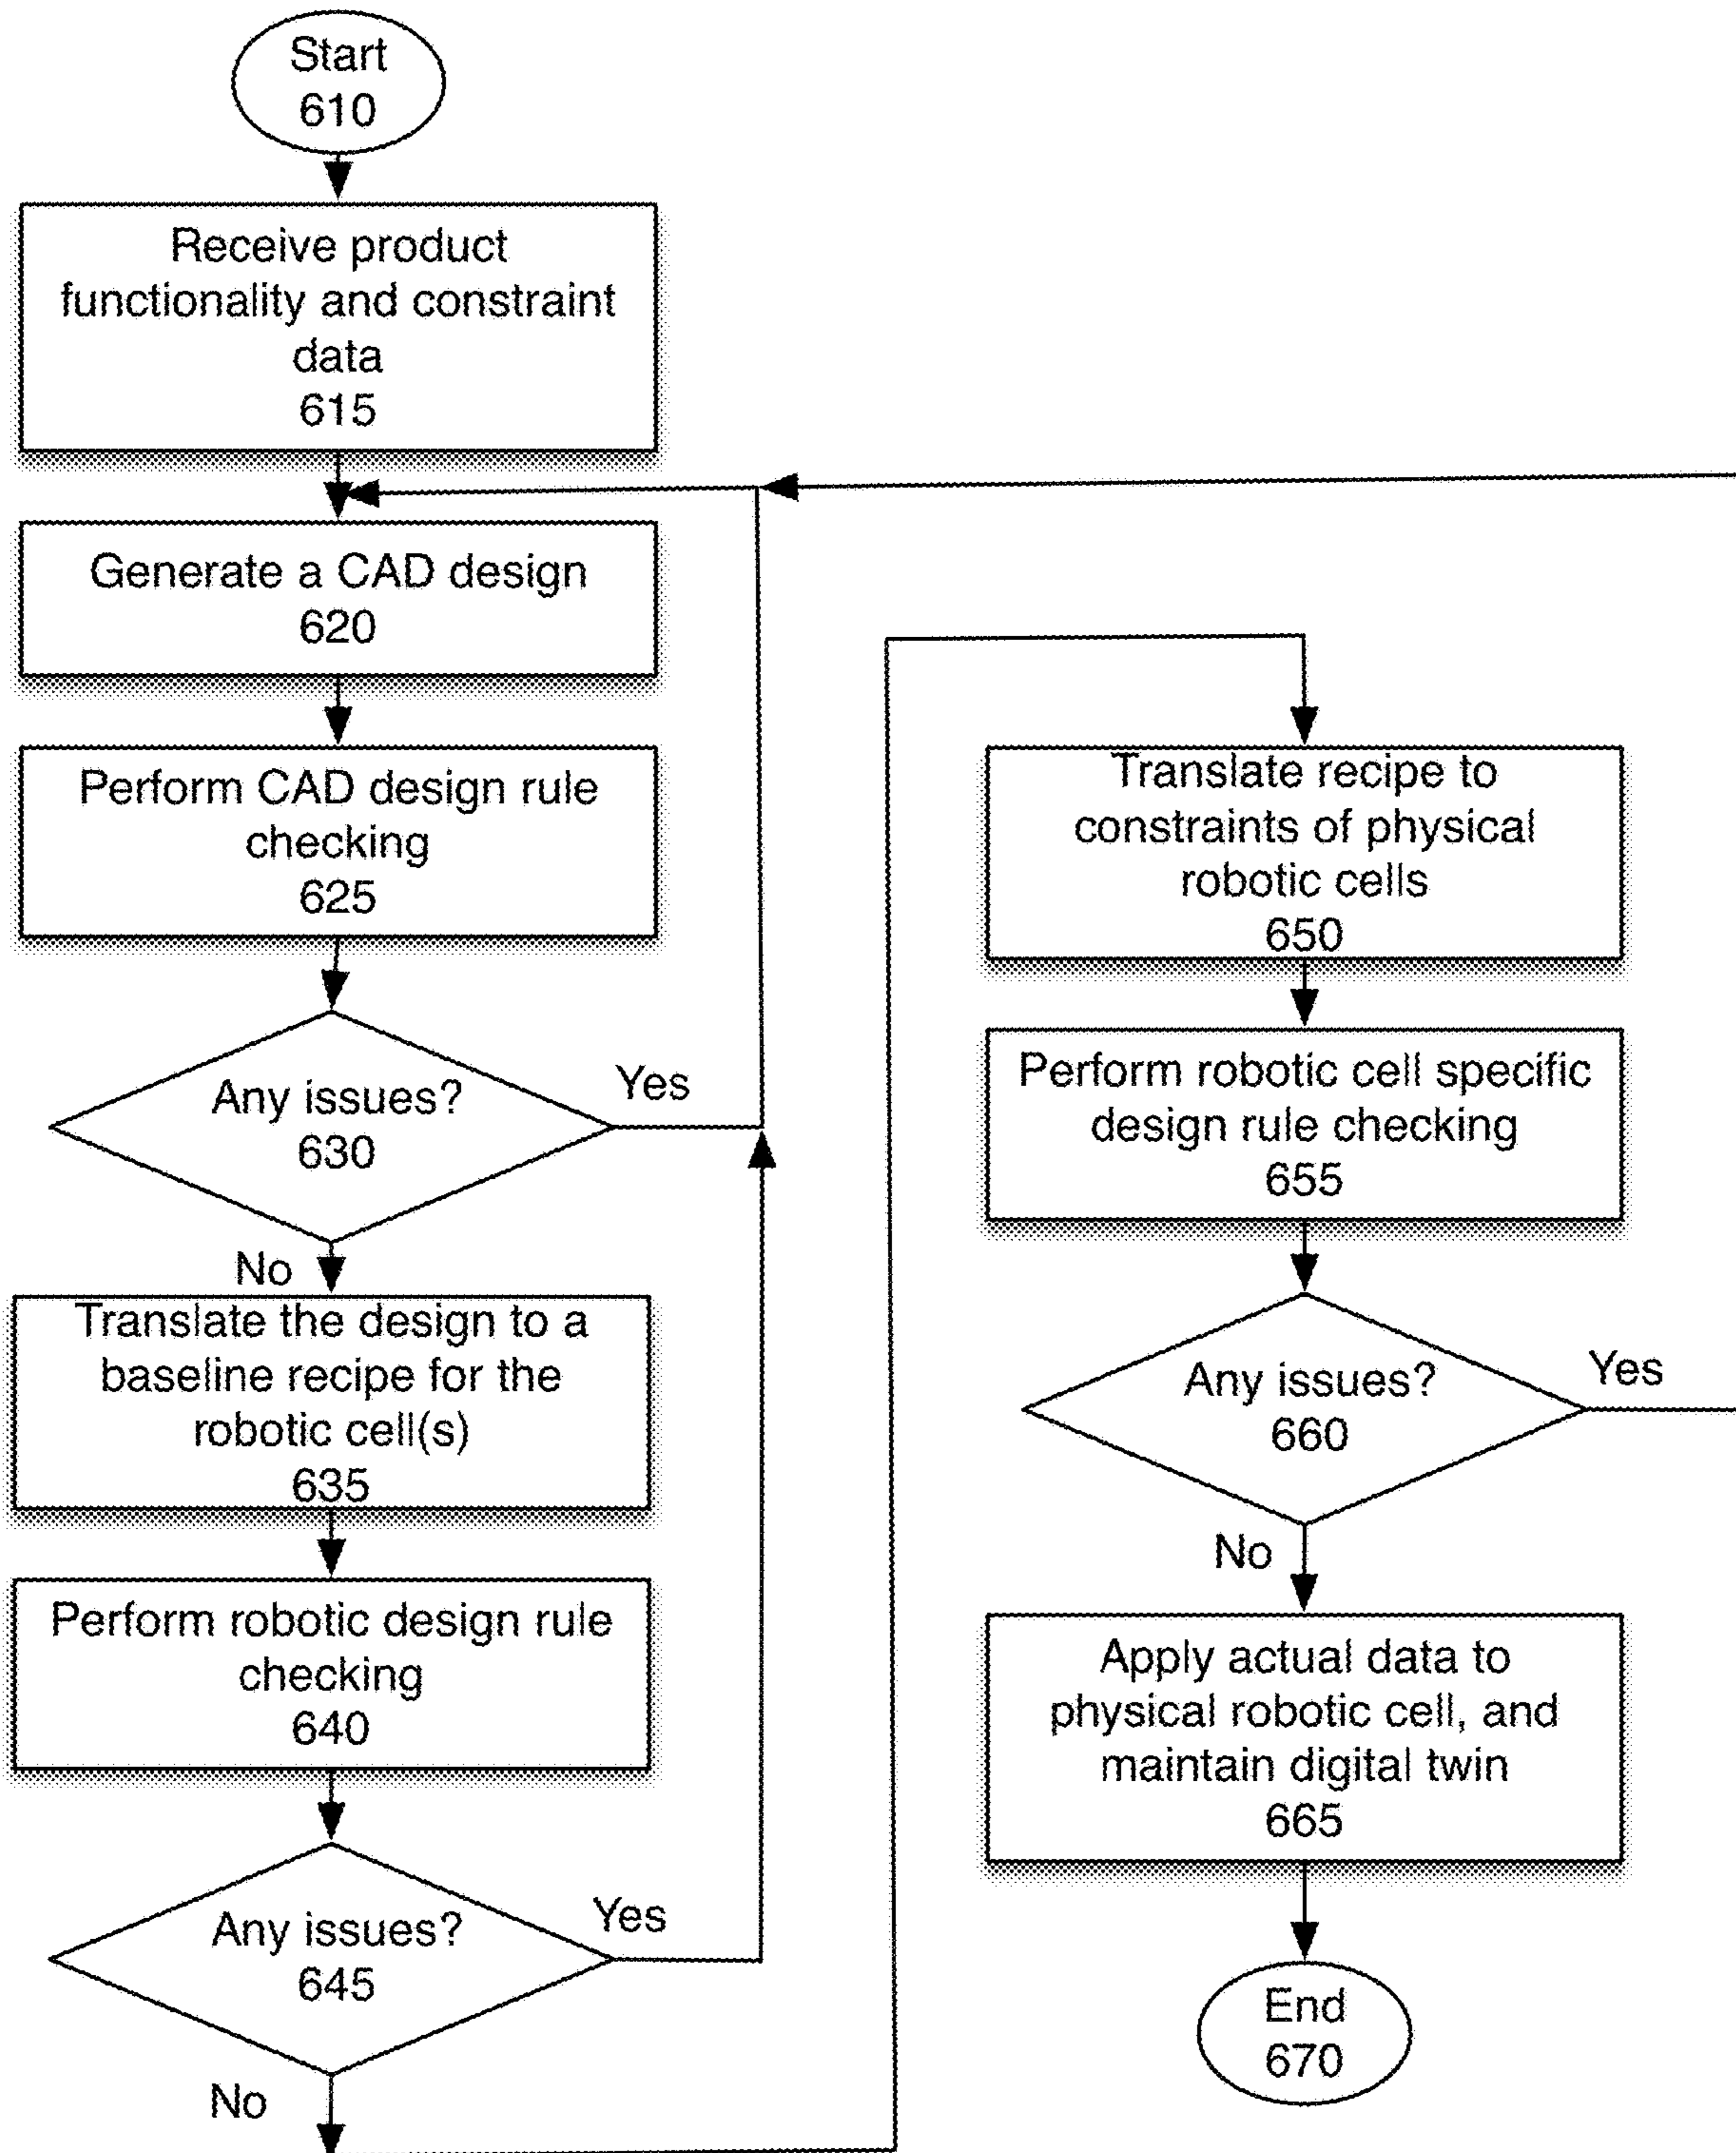 Start
610
Receive product
functionality and constraint
data
615
Generate a CAD design
620
Perform CAD design rule
checking
625
Any issues?
630
Yes
No
Translate the design to a
baseline recipe for the
robotic cell(s)
635
Perform robotic design rule
checking
640
Any issues?
645
Yes
No
Translate recipe to
constraints of physical
robotic cells
650
Perform robotic cell specific
design rule checking
655
Any issues?
660
Yes
No
Apply actual data to
physical robotic cell, and
maintain digital twin
665
End
670